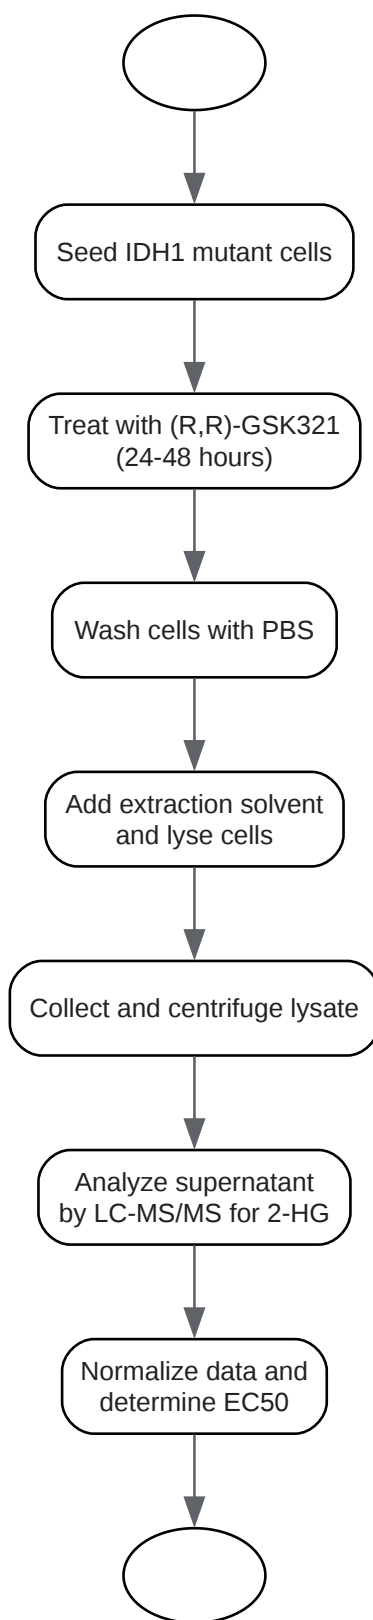 Seed IDH1 mutant cells
Treat with (R,R)-GSK321
(24-48 hours)
Wash cells with PBS
Add extraction solvent
and lyse cells
Collect and centrifuge lysate
Analyze supernatant
by LC-MS/MS for 2-HG
Normalize data and
determine EC50